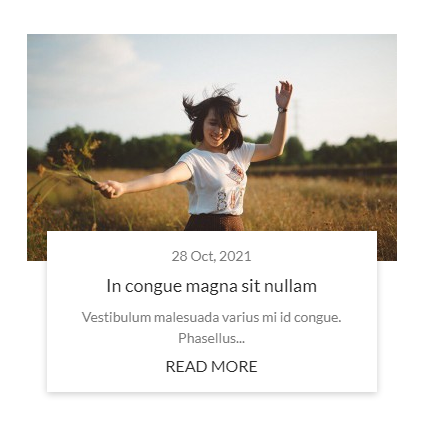 28 Oct, 2021
In congue magna sit nullam
Vestibulum malesuada varius mi id congue.
Phasellus...
READ MORE